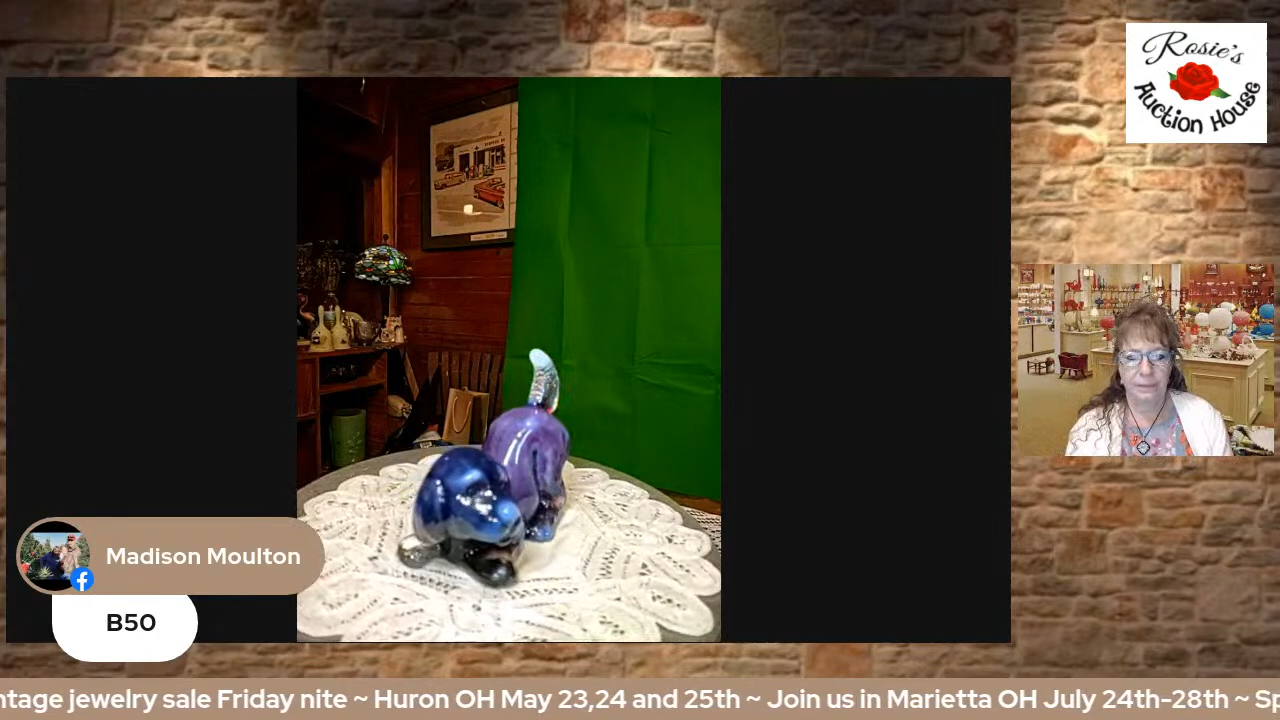 Rosie's
Auction House
Madison Moulton
B50
ntage jewelry sale Friday nite ~ Huron OH May 23,24 and 25th ~ Join us in Marietta OH July 24th-28th ~ Sp